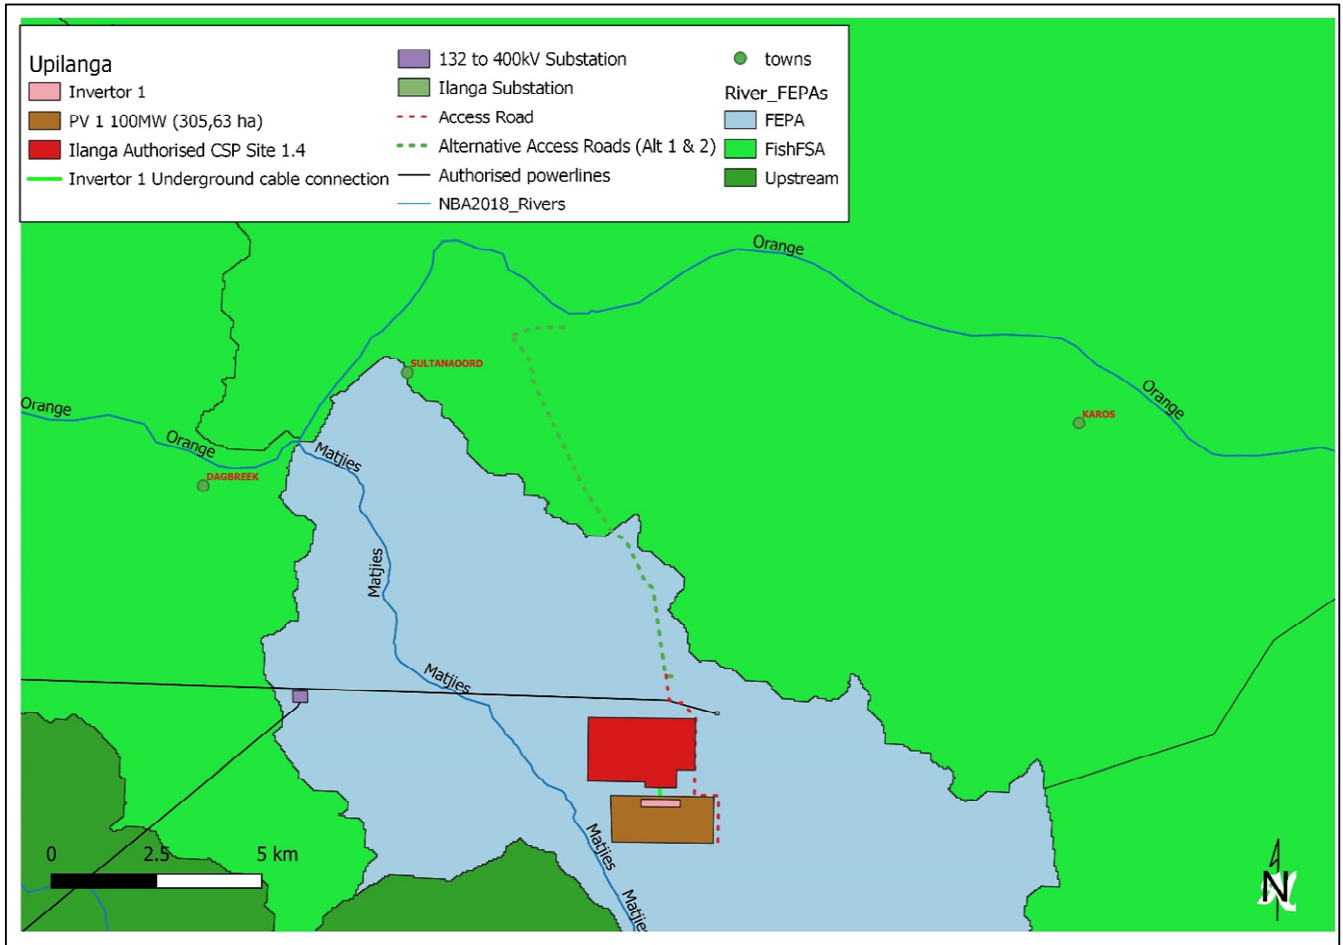 Upilanga
Invertor 1
PV 1 100MW (305,63 ha)
Ilanga Authorised CSP Site 1.4
Invertor 1 Underground cable connection
132 to 400kV Substation
Ilanga Substation
Access Road
Alternative Access Roads (Alt 1 & 2)
Authorised powerlines
NBA2018_Rivers
towns
River_FEPAs
FEPA
FishFSA
Upstream
Orange
SULTANAOORD
Orange
Orange
KAROS
Orange
Matjies
DAGBREEK
Matjies
Matjies
Matjies
Matjies
0 2.5 5 km
N